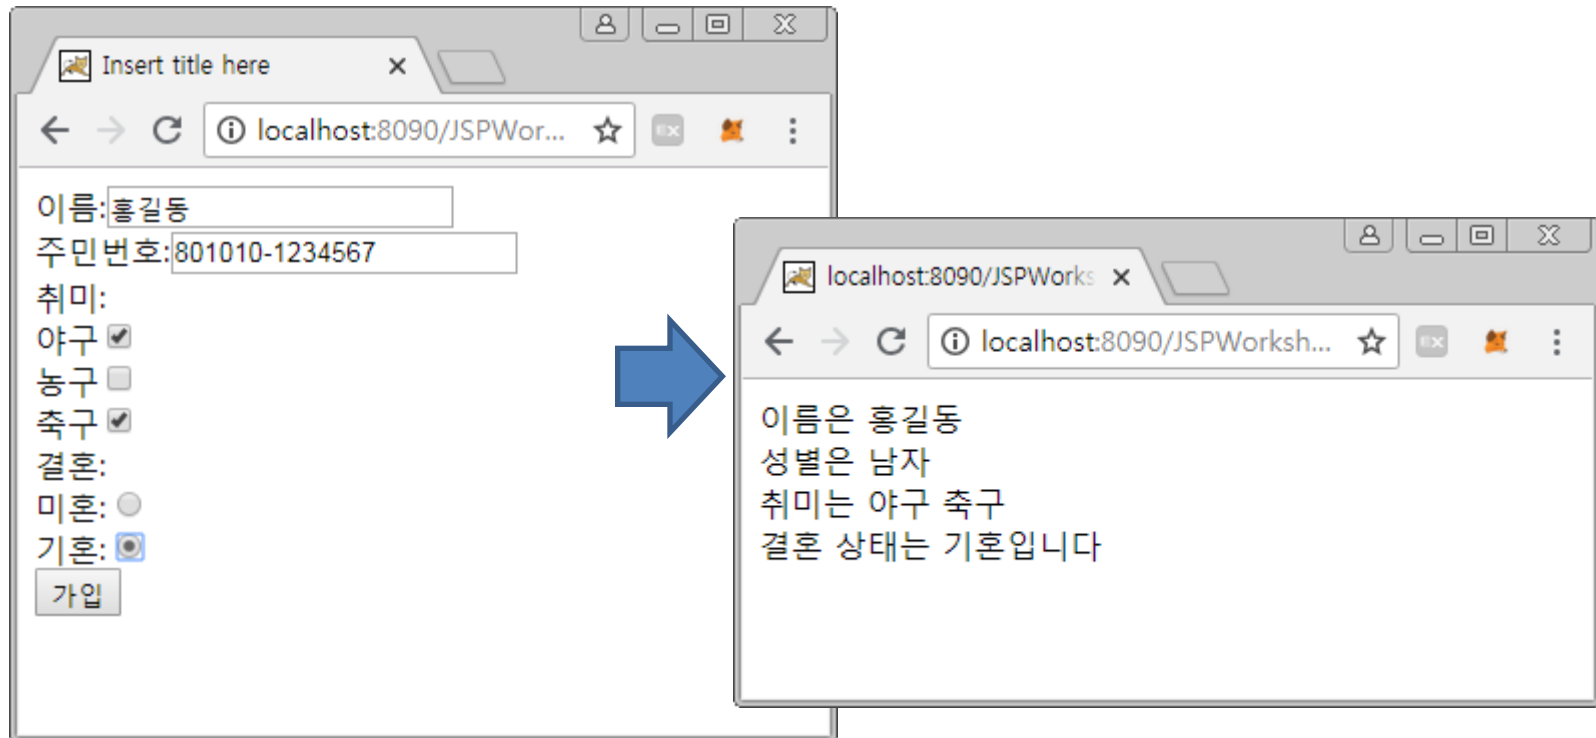 Insert title here
localhost:8090/JSPWor...
이름:홍길동
주민번호:801010-1234567
취미:
야구
농구
축구
결혼:
미혼:
기혼:
가입
localhost:8090/JSPWorks
localhost:8090/JSPWorksh...
이름은 홍길동
성별은 남자
취미는 야구 축구
결혼 상태는 기혼입니다